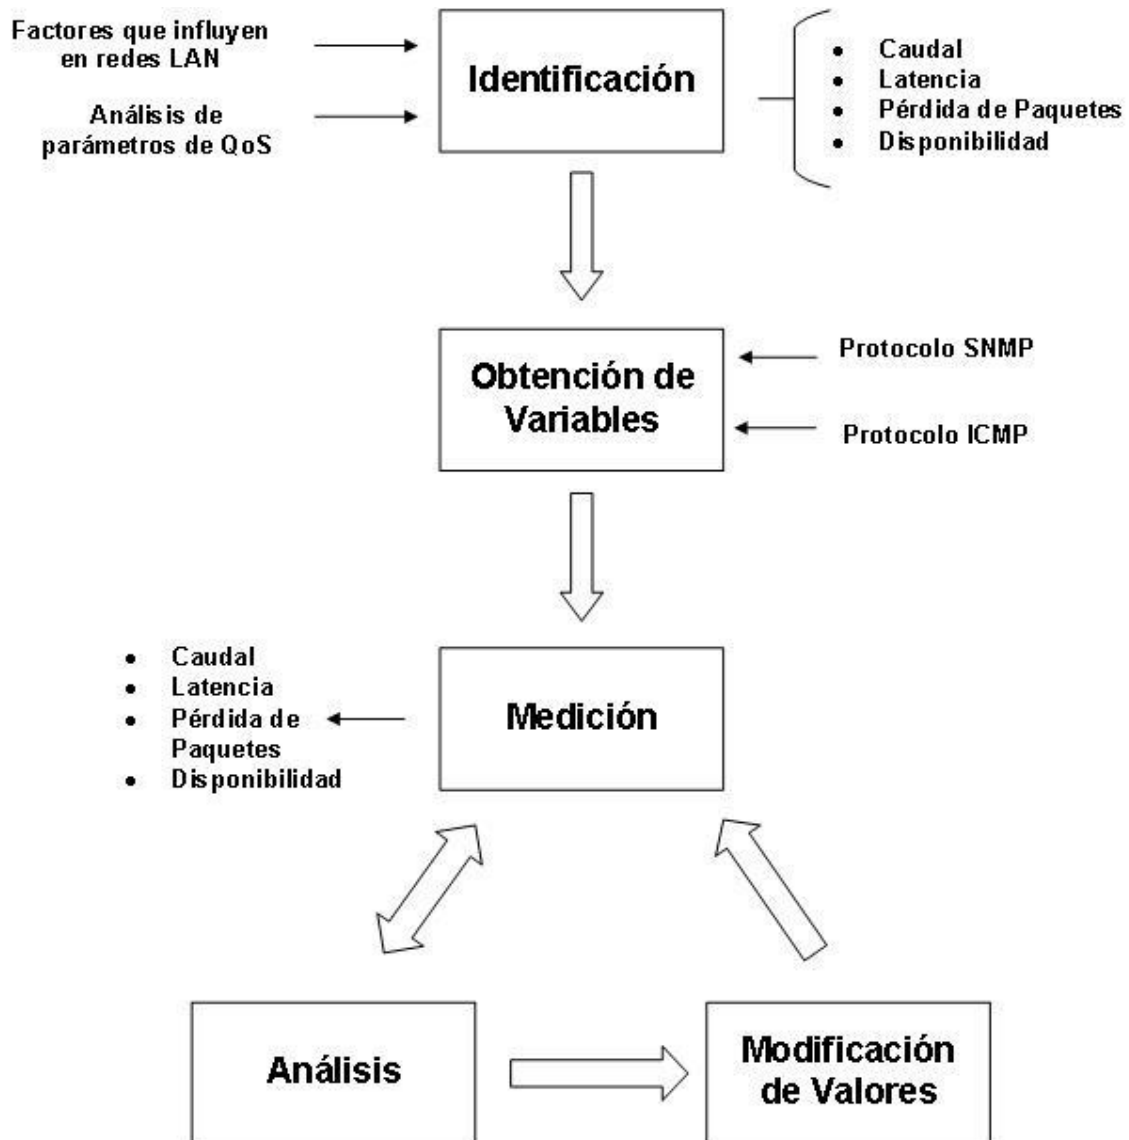 Factores que influyen
en redes LAN
Análisis de
parámetros de QoS
Identificación
• Caudal
• Latencia
• Pérdida de Paquetes
• Disponibilidad
Obtención de
Variables
Protocolo SNMP
Protocolo ICMP
• Caudal
• Latencia
• Pérdida de
Paquetes
• Disponibilidad
Medición
Análisis
Modificación
de Valores